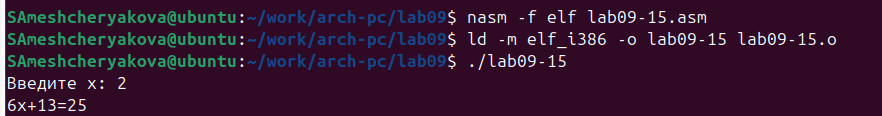 SAmeshcheryakova@ubuntu:~/work/arch-pc/lab09$ nasm -f elf lab09-15.asm
SAmeshcheryakova@ubuntu:~/work/arch-pc/lab09$ ld -m elf_i386 -o lab09-15 lab09-15.o
SAmeshcheryakova@ubuntu:~/work/arch-pc/lab09$ ./lab09-15
Введите x: 2
6x+13=25